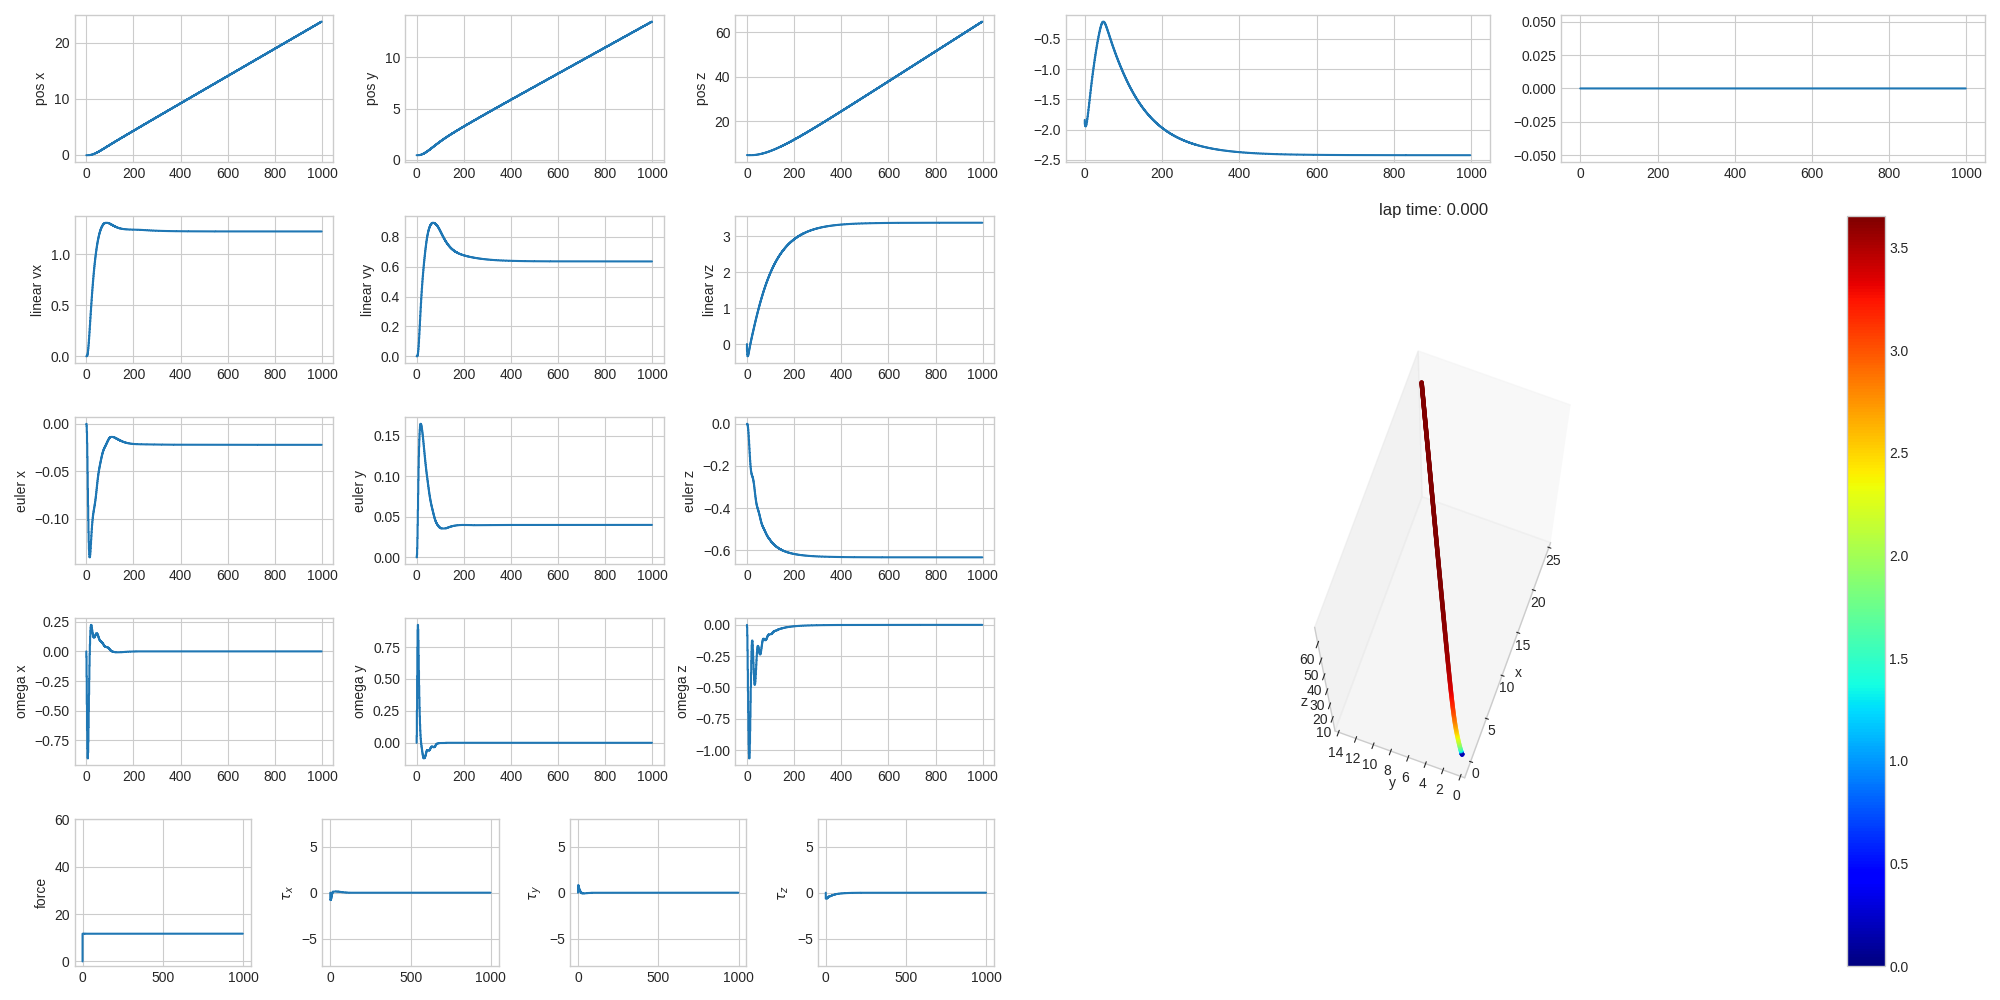 pos x
20
10
0
0 200 400 600 800 1000
pos y
10
5
0
0 200 400 600 800 1000
pos z
60
40
20
0 200 400 600 800 1000
−0.5
−1.0
−1.5
−2.0
−2.5
0 200 400 600 800 1000
0.050
0.025
0.000
−0.025
−0.050
0 200 400 600 800 1000
linear vx
1.0
0.5
0.0
0 200 400 600 800 1000
linear vy
0.8
0.6
0.4
0.2
0.0
0 200 400 600 800 1000
linear vz
3
2
1
0
0 200 400 600 800 1000
euler x
0.00
−0.05
−0.10
0 200 400 600 800 1000
euler y
0.15
0.10
0.05
0.00
0 200 400 600 800 1000
euler z
0.0
−0.2
−0.4
−0.6
0 200 400 600 800 1000
omega x
0.25
0.00
−0.25
−0.50
−0.75
0 200 400 600 800 1000
omega y
0.75
0.50
0.25
0.00
0 200 400 600 800 1000
omega z
0.00
−0.25
−0.50
−0.75
−1.00
0 200 400 600 800 1000
force
60
40
20
0
0 500 1000
τx
5
0
−5
0 500 1000
τy
5
0
−5
0 500 1000
τz
5
0
−5
0 500 1000
lap time: 0.000
60
50
40
30
20
10
z
14 12 10 8 6 4 2 0
y
25
20
15
10
5
0
x
3.5
3.0
2.5
2.0
1.5
1.0
0.5
0.0